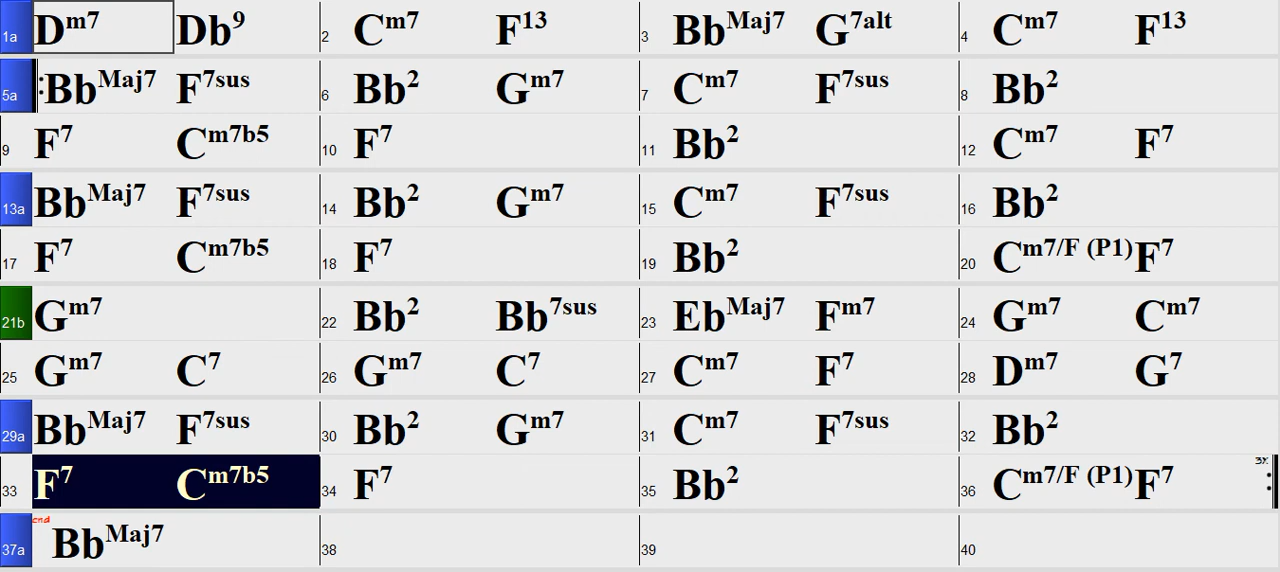 1a Dm7 Db9 2 Cm7 F13 3 BbMaj7 G7alt 4 Cm7 F13
5a BbMaj7 F7sus 6 Bb2 Gm7 7 Cm7 F7sus 8 Bb2
9 F7 Cm7b5 10 F7 11 Bb2 12 Cm7 F7
13a BbMaj7 F7sus 14 Bb2 Gm7 15 Cm7 F7sus 16 Bb2
17 F7 Cm7b5 18 F7 19 Bb2 20 Cm7/F (P1) F7
21b Gm7 22 Bb2 Bb7sus 23 EbMaj7 Fm7 24 Gm7 Cm7
25 Gm7 C7 26 Gm7 C7 27 Cm7 F7 28 Dm7 G7
29a BbMaj7 F7sus 30 Bb2 Gm7 31 Cm7 F7sus 32 Bb2
33 F7 Cm7b5 34 F7 35 Bb2 36 Cm7/F (P1) F7 3x
37a end BbMaj7 38 39 40